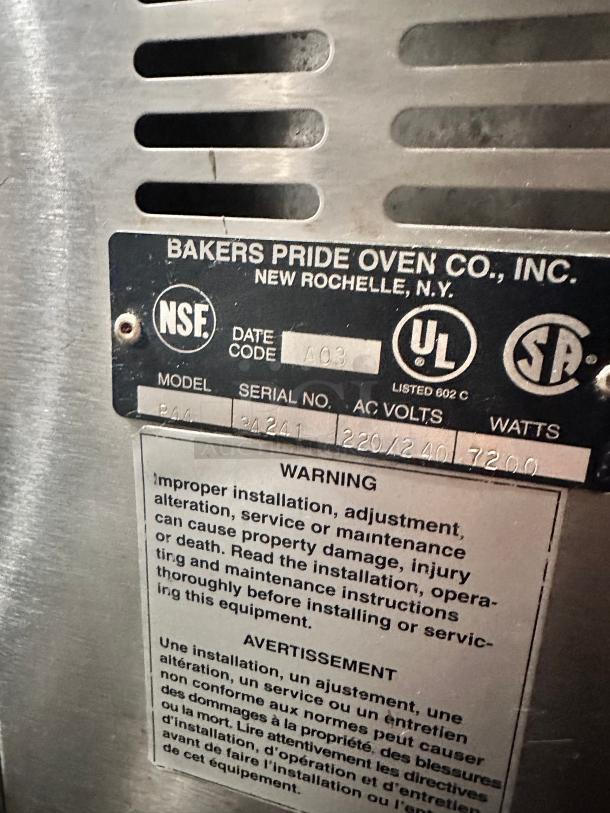 BAKERS PRIDE OVEN CO., INC.
NEW ROCHELLE, N.Y.
NSF®
DATE CODE A03
UL®
LISTED 602 C
SA®
MODEL SERIAL NO. AC VOLTS WATTS
220/240 7200
WARNING
Improper installation, adjustment,
alteration, service or maintenance
can cause property damage, injury
or death. Read the installation, opera-
ting and maintenance instructions
thoroughly before installing or servic-
ing this equipment.
AVERTISSEMENT
Une installation, un ajustement, une
altération, un service ou un entretien
non conforme aux normes peut causer
des dommages à la propriété, des blessures
ou la mort. Lire attentivement les directives
d'installation, d'opération et d'entretien
avant de faire l'installation ou
de cet équipement.